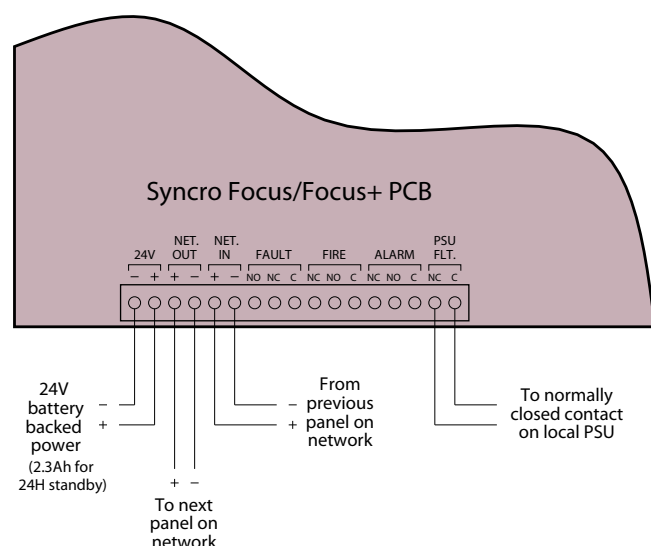 Syncro Focus/Focus+ PCB
NET. NET. PSU
24V OUT IN FAULT FIRE ALARM FLT.
– + + – + – NO NC C NC NO C NC NO C NC C
24V
battery
backed
power
(2.3Ah for
24H standby)
–
+
+ –
To next
panel on
network
From
previous
panel on
network
–
+
To normally
closed contact
on local PSU